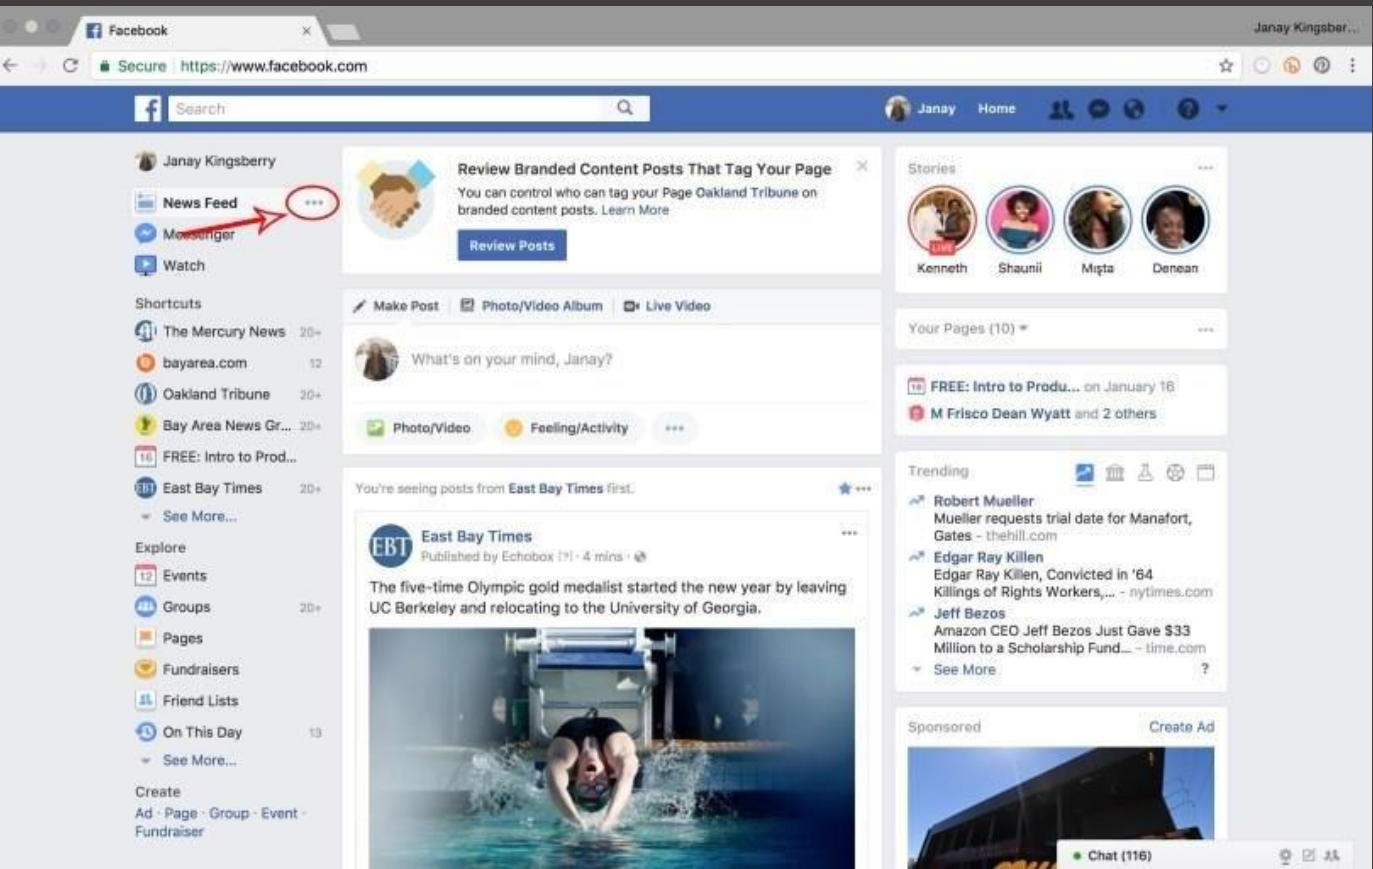 Facebook
Janay Kingsber...
Secure https://www.facebook.com
Search
Janay Home
Janay Kingsberry
News Feed
Messenger
Watch
Shortcuts
The Mercury News 20+
bayarea.com 12
Oakland Tribune 20+
Bay Area News Gr... 20+
16 FREE: Intro to Prod...
EBT East Bay Times 20+
See More...
Explore
12 Events
Groups 20+
Pages
Fundraisers
Friend Lists
On This Day 13
See More...
Create
Ad · Page · Group · Event ·
Fundraiser
Review Branded Content Posts That Tag Your Page
You can control who can tag your Page Oakland Tribune on
branded content posts. Learn More
Review Posts
Make Post Photo/Video Album Live Video
What's on your mind, Janay?
Photo/Video Feeling/Activity
You're seeing posts from East Bay Times first.
EBT East Bay Times
Published by Echobox [?] · 4 mins ·
The five-time Olympic gold medalist started the new year by leaving
UC Berkeley and relocating to the University of Georgia.
Stories
LIVE
Kenneth Shaunii Mışta Denean
Your Pages (10)
16 FREE: Intro to Produ... on January 16
M Frisco Dean Wyatt and 2 others
Trending
Robert Mueller
Mueller requests trial date for Manafort,
Gates - thehill.com
Edgar Ray Killen
Edgar Ray Killen, Convicted in '64
Killings of Rights Workers,... - nytimes.com
Jeff Bezos
Amazon CEO Jeff Bezos Just Gave $33
Million to a Scholarship Fund... - time.com
See More ?
Sponsored Create Ad
Chat (116)